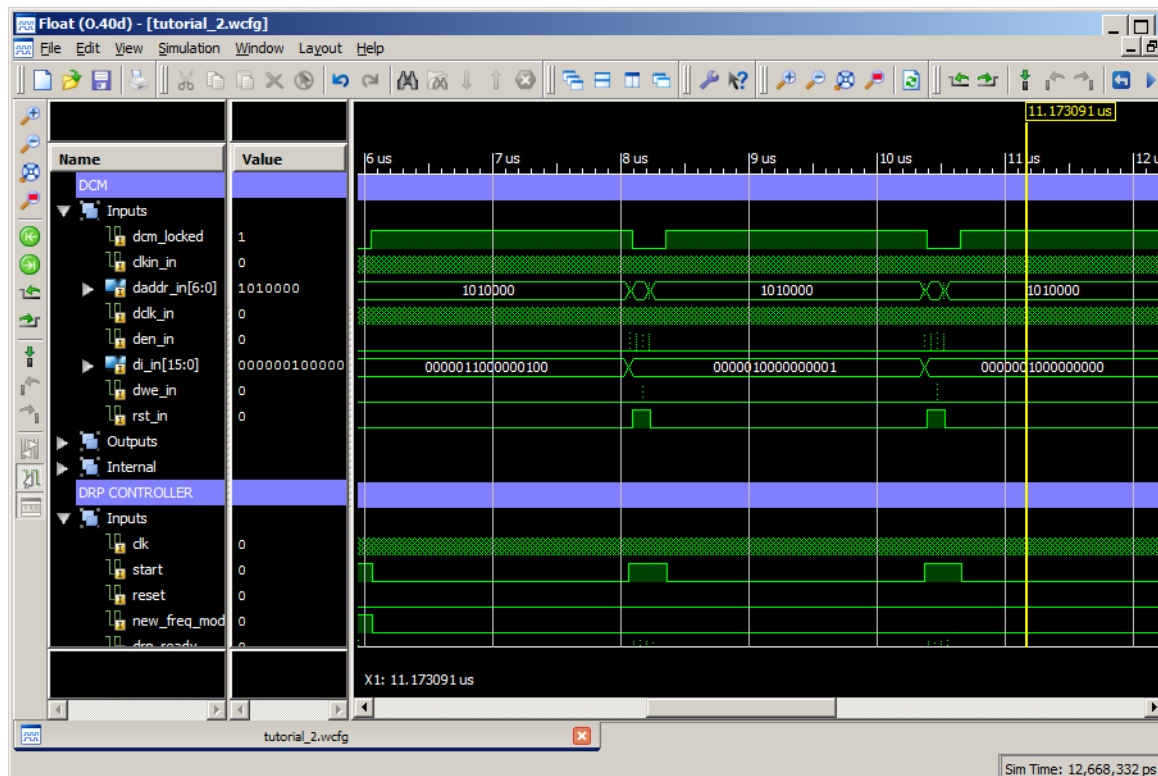 Float (0.40d) - [tutorial_2.wcfg]
File Edit View Simulation Window Layout Help
11.173091 us
Name Value 6 us 7 us 8 us 9 us 10 us 11 us 12 u
DCM
Inputs
dcm_locked 1
clkin_in 0
daddr_in[6:0] 1010000 1010000 1010000 1010000
dclk_in 0
den_in 0
di_in[15:0] 000000100000 0000011000000100 0000010000000001 0000001000000000
dwe_in 0
rst_in 0
Outputs
Internal
DRP CONTROLLER
Inputs
clk 0
start 0
reset 0
new_freq_mod 0
drp_ready 0
X1: 11.173091 us
tutorial_2.wcfg
Sim Time: 12,668,332 ps